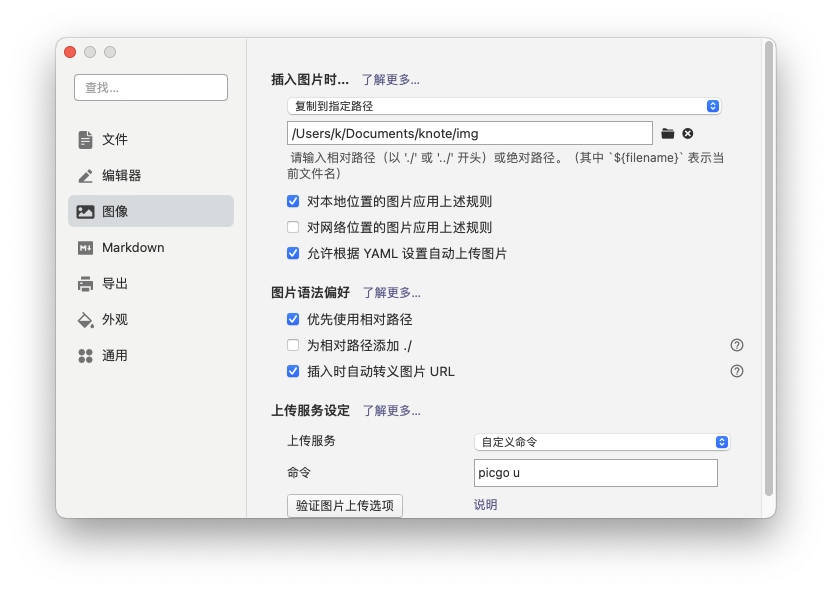 查找...
文件
编辑器
图像
Markdown
导出
外观
通用
插入图片时... 了解更多...
复制到指定路径
/Users/k/Documents/knote/img
请输入相对路径（以 './' 或 '../' 开头）或绝对路径。（其中 `${filename}` 表示当
前文件名）
对本地位置的图片应用上述规则
对网络位置的图片应用上述规则
允许根据 YAML 设置自动上传图片
图片语法偏好 了解更多...
优先使用相对路径
为相对路径添加 ./
插入时自动转义图片 URL
上传服务设定 了解更多...
上传服务 自定义命令
命令 picgo u
验证图片上传选项 说明